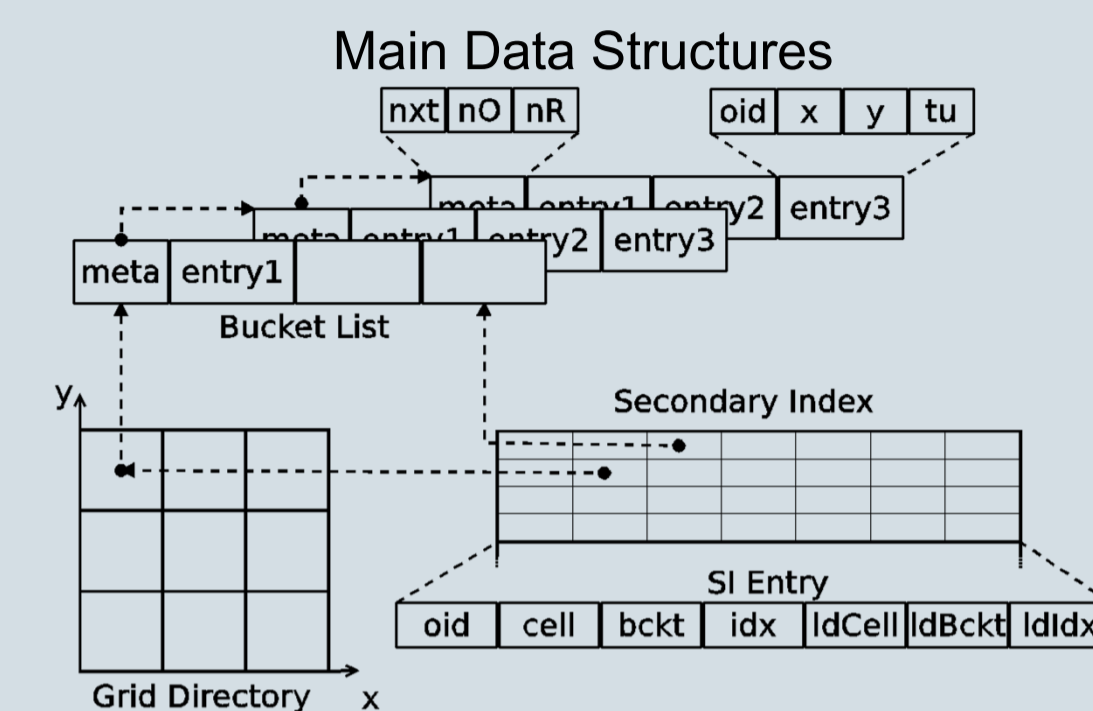 Main Data Structures
nxt nO nR
oid x y tu
meta entry1 entry2 entry3
meta entry1 entry2 entry3
meta entry1
Bucket List
y
Secondary Index
SI Entry
oid cell bckt idx ldCell ldBckt ldIdx
Grid Directory x